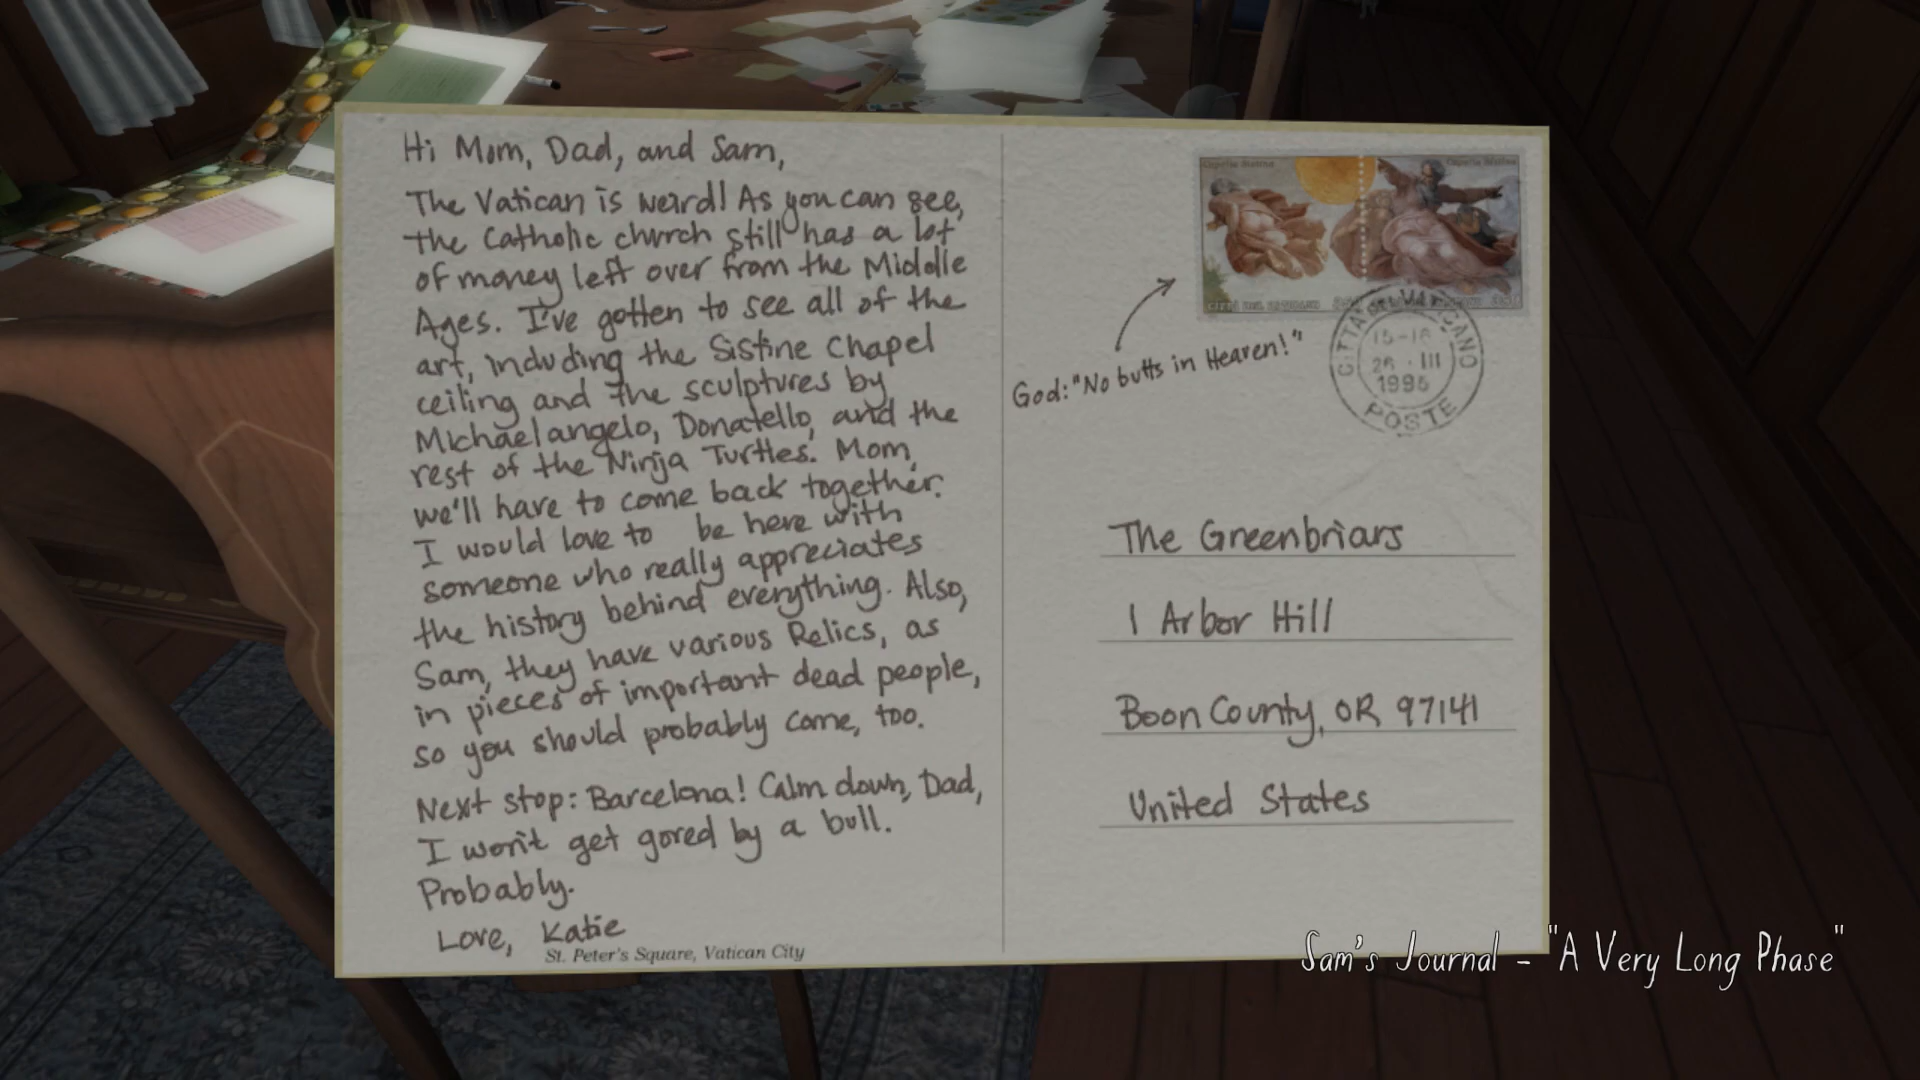 Hi Mom, Dad, and Sam,
The Vatican is weird! As you can see,
the Catholic church still has a lot
of money left over from the Middle
Ages. I've gotten to see all of the
art, including the Sistine Chapel
ceiling and the sculptures by
Michaelangelo, Donatello, and the
rest of the Ninja Turtles. Mom,
we'll have to come back together.
I would love to be here with
someone who really appreciates
the history behind everything. Also,
Sam, they have various Relics, as
in pieces of important dead people,
so you should probably come, too.
Next stop: Barcelona! Calm down, Dad,
I won't get gored by a bull.
Probably.
Love, Katie
St. Peter's Square, Vatican City
Cappella Sistina
Cappella Sistina
God: "No butts in Heaven!"
CITTA DEL VATICANO
26 · III
POSTE
The Greenbriars
1 Arbor Hill
Boon County, OR 97141
United States
Sam's Journal - "A Very Long Phase"